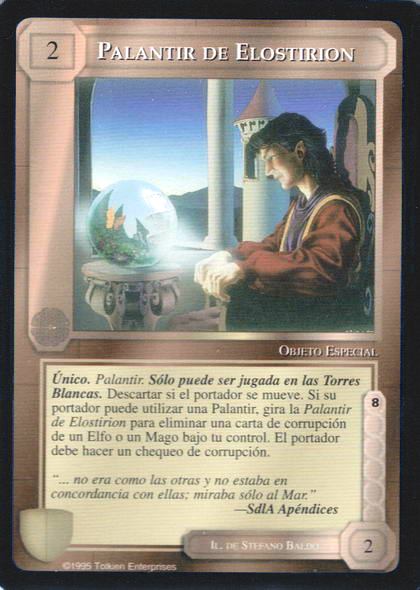 2
PALANTIR DE ELOSTIRION
OBJETO ESPECIAL
Único. Palantir. Sólo puede ser jugada en las Torres
Blancas. Descartar si el portador se mueve. Si su
portador puede utilizar una Palantir, gira la Palantir
de Elostirion para eliminar una carta de corrupción
de un Elfo o un Mago bajo tu control. El portador
debe hacer un chequeo de corrupción.
8
“... no era como las otras y no estaba en
concordancia con ellas; miraba sólo al Mar.”
—SdlA Apéndices
IL. DE STEFANO BALDO
2
©1995 Tolkien Enterprises